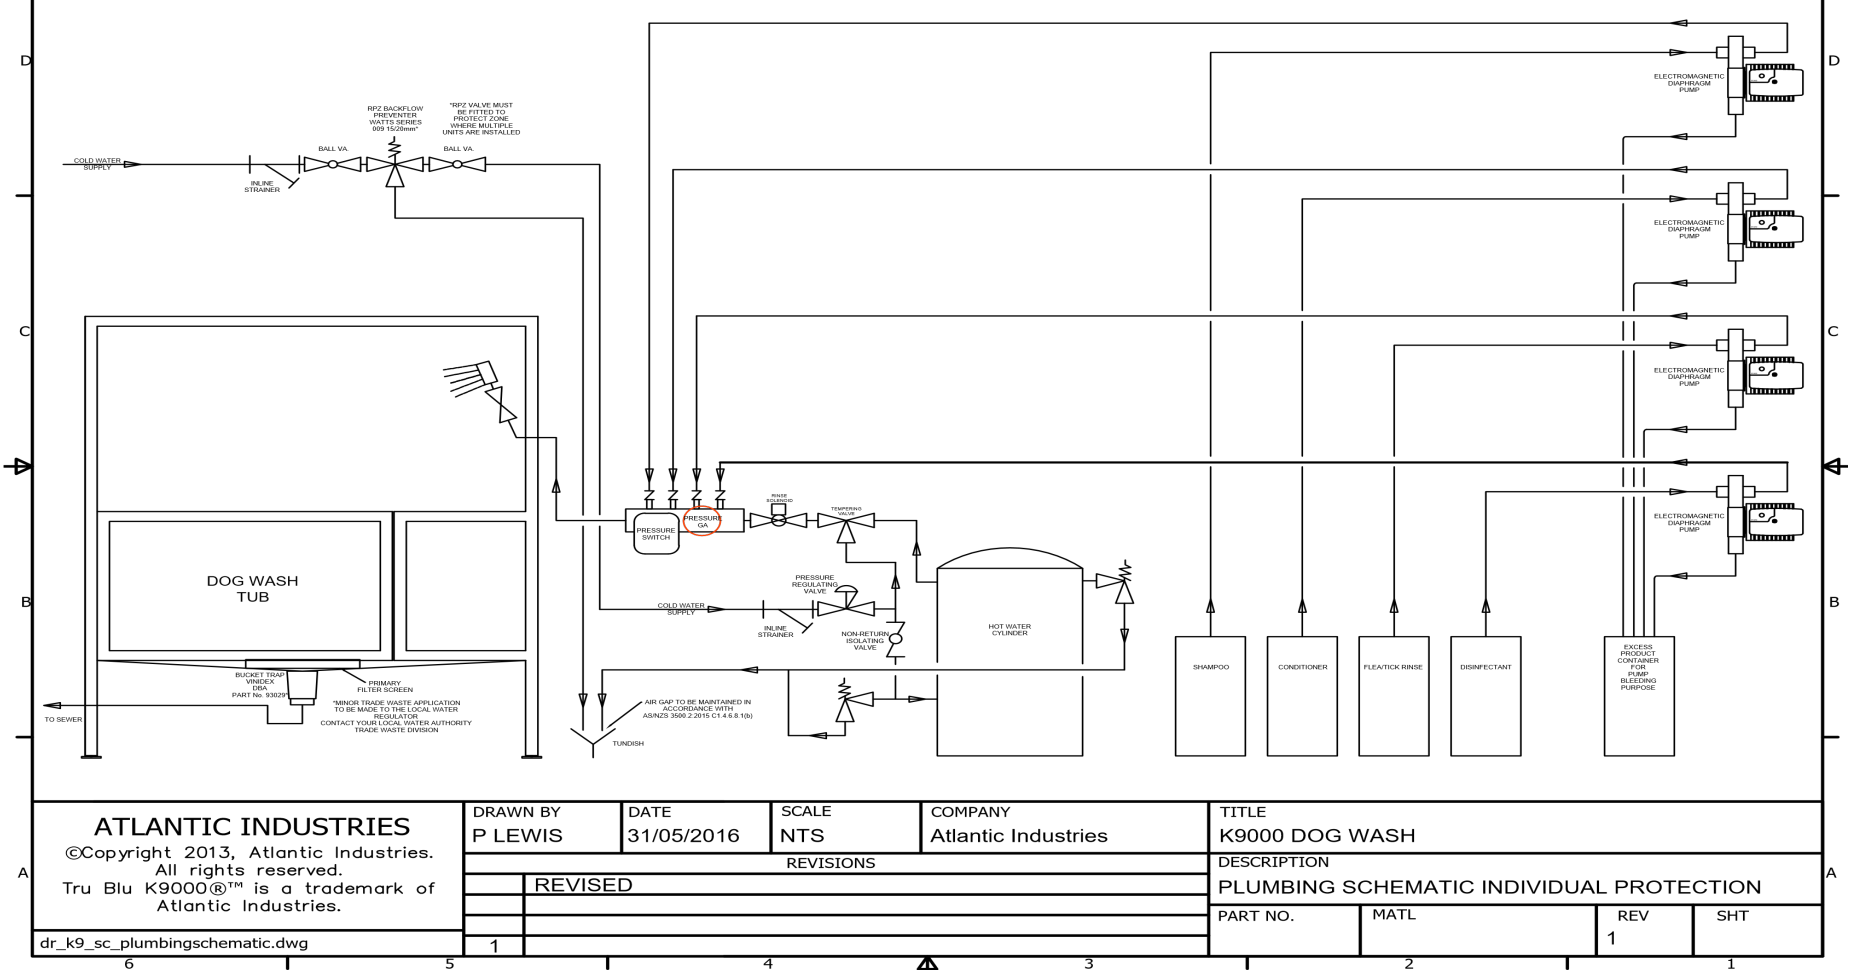 D
D
ELECTROMAGNETIC
DIAPHRAGM
PUMP
RPZ BACKFLOW
PREVENTER
WATTS SERIES
009 15/20mm"
"RPZ VALVE MUST
BE FITTED TO
PROTECT ZONE
WHERE MULTIPLE
UNITS ARE INSTALLED
BALL VA.
BALL VA.
COLD WATER
SUPPLY
INLINE
STRAINER
ELECTROMAGNETIC
DIAPHRAGM
PUMP
C
C
ELECTROMAGNETIC
DIAPHRAGM
PUMP
RINSE
SOLENOID
TEMPERING
VALVE
PRESSURE
GA
PRESSURE
SWITCH
ELECTROMAGNETIC
DIAPHRAGM
PUMP
DOG WASH
TUB
PRESSURE
REGULATING
VALVE
B
B
COLD WATER
SUPPLY
INLINE
STRAINER
NON-RETURN
ISOLATING
VALVE
HOT WATER
CYLINDER
SHAMPOO
CONDITIONER
FLEA/TICK RINSE
DISINFECTANT
EXCESS
PRODUCT
CONTAINER
FOR
PUMP
BLEEDING
PURPOSE
BUCKET TRAP
VINIDEX
DBA
PART No. 93029"
PRIMARY
FILTER SCREEN
"MINOR TRADE WASTE APPLICATION
TO BE MADE TO THE LOCAL WATER
REGULATOR
CONTACT YOUR LOCAL WATER AUTHORITY
TRADE WASTE DIVISION
TO SEWER
AIR GAP TO BE MAINTAINED IN
ACCORDANCE WITH
AS/NZS 3500.2:2015 C1.4.6.8.1(b)
TUNDISH
ATLANTIC INDUSTRIES
©Copyright 2013, Atlantic Industries.
All rights reserved.
Tru Blu K9000®™ is a trademark of
Atlantic Industries.
dr_k9_sc_plumbingschematic.dwg
DRAWN BY
P LEWIS
DATE
31/05/2016
SCALE
NTS
COMPANY
Atlantic Industries
TITLE
K9000 DOG WASH
REVISIONS
REVISED
1
DESCRIPTION
PLUMBING SCHEMATIC INDIVIDUAL PROTECTION
PART NO.
MATL
REV
1
SHT
A
A
6
5
4
3
2
1